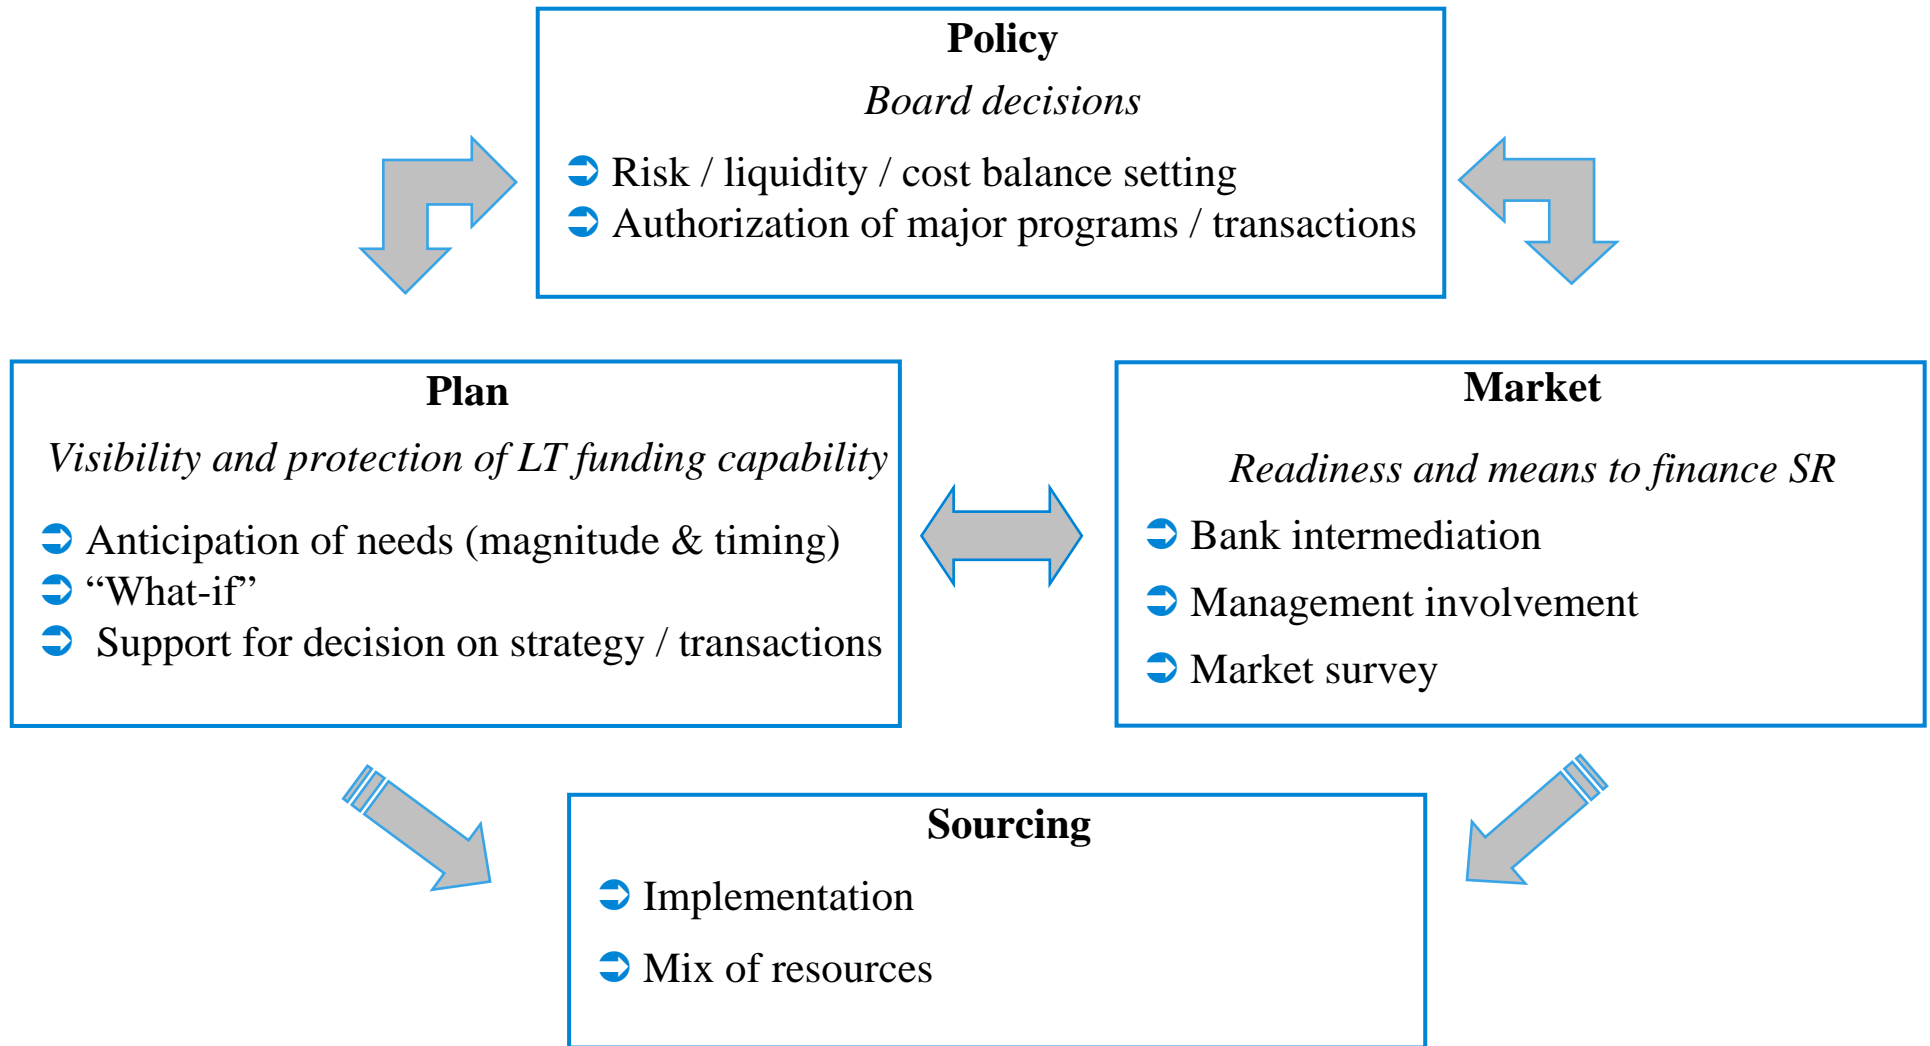 Policy
Board decisions
Risk / liquidity / cost balance setting
Authorization of major programs / transactions
Plan
Visibility and protection of LT funding capability
Anticipation of needs (magnitude & timing)
“What-if”
Support for decision on strategy / transactions
Market
Readiness and means to finance SR
Bank intermediation
Management involvement
Market survey
Sourcing
Implementation
Mix of resources